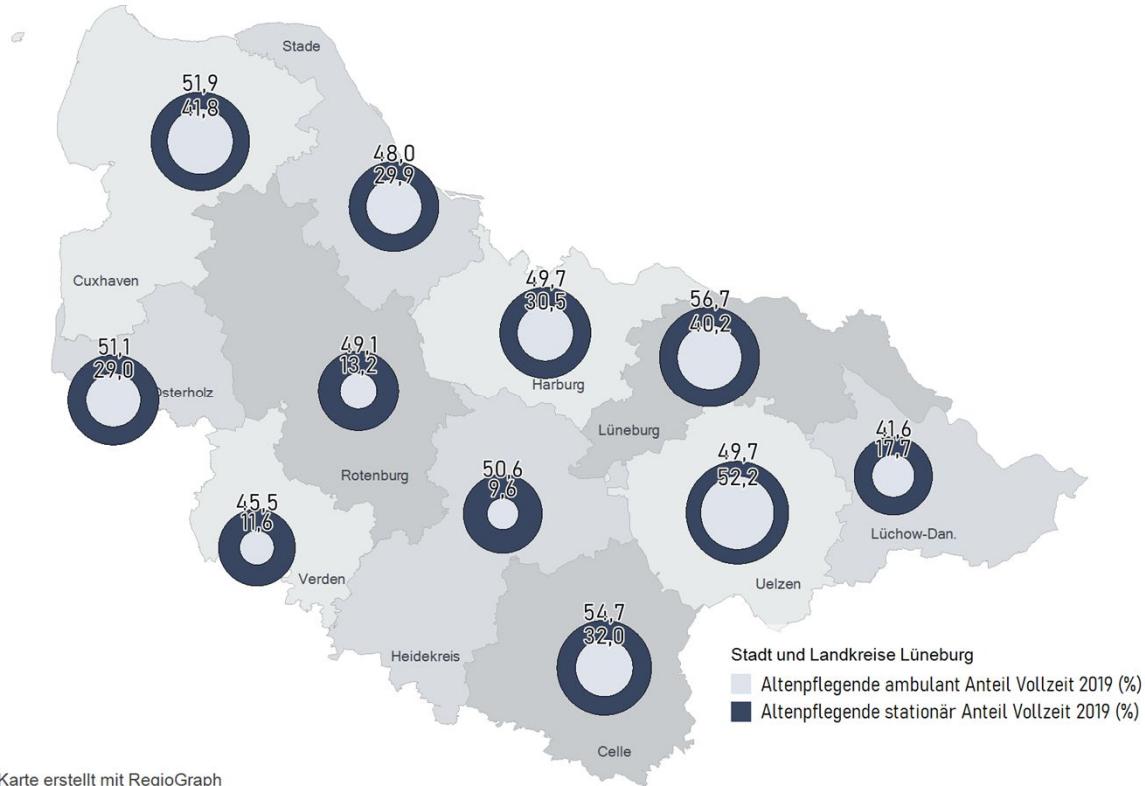 Stade
51,9
41,8
48,0
29,9
Cuxhaven
49,7
30,5
Harburg
56,7
40,2
Lüneburg
51,1
29,0
Osterholz
49,1
13,2
Rotenburg
41,6
17,7
Lüchow-Dan.
50,6
9,6
Heidekreis
49,7
52,2
Uelzen
45,5
11,6
Verden
54,7
32,0
Celle
Stadt und Landkreise Lüneburg
Altenpflegende ambulant Anteil Vollzeit 2019 (%)
Altenpflegende stationär Anteil Vollzeit 2019 (%)
Karte erstellt mit RegioGraph